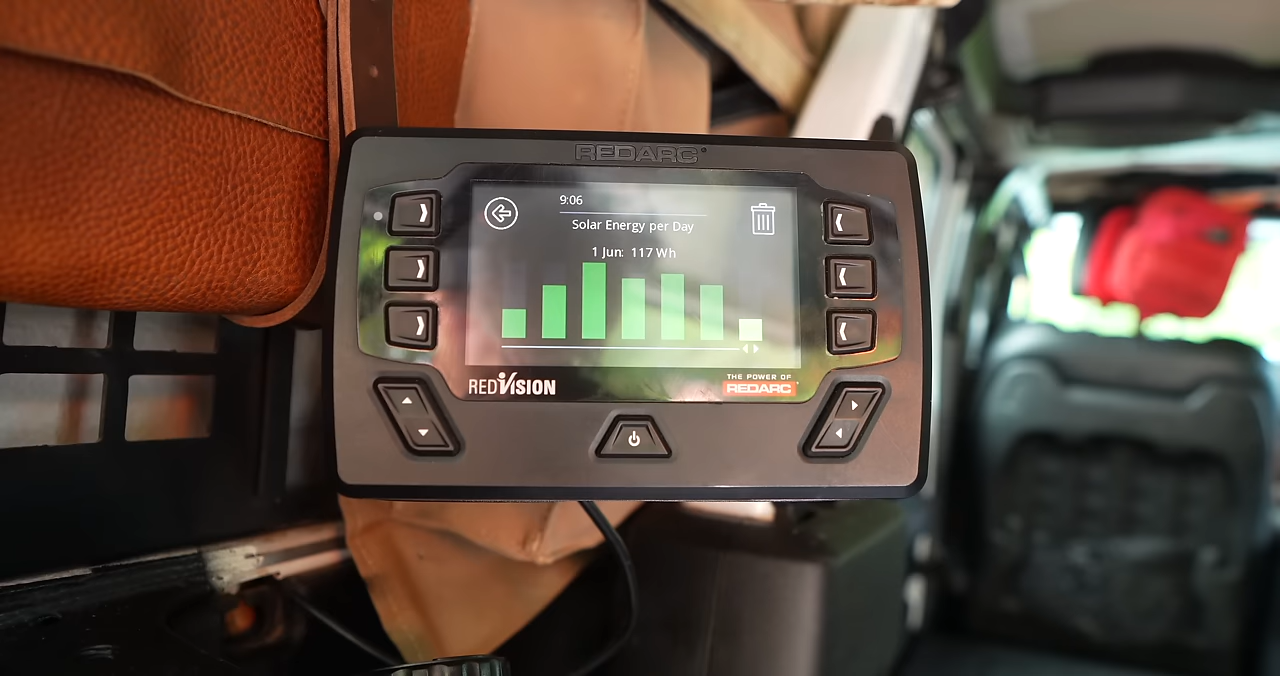 REDARC
9:06
Solar Energy per Day
1 Jun: 117 Wh
REDVISION
THE POWER OF
REDARC